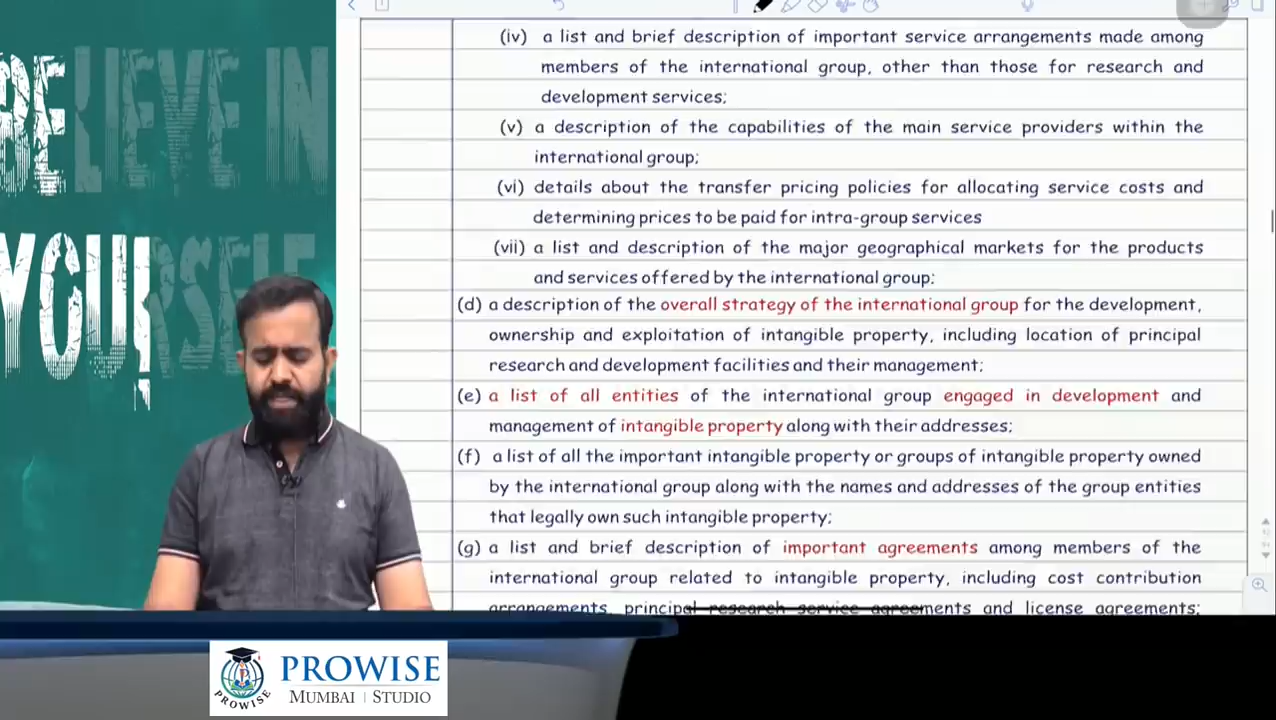 BELIEVE IN
YOURSELF
(iv) a list and brief description of important service arrangements made among
members of the international group, other than those for research and
development services;
(v) a description of the capabilities of the main service providers within the
international group;
(vi) details about the transfer pricing policies for allocating service costs and
determining prices to be paid for intra-group services
(vii) a list and description of the major geographical markets for the products
and services offered by the international group;
(d) a description of the overall strategy of the international group for the development,
ownership and exploitation of intangible property, including location of principal
research and development facilities and their management;
(e) a list of all entities of the international group engaged in development and
management of intangible property along with their addresses;
(f) a list of all the important intangible property or groups of intangible property owned
by the international group along with the names and addresses of the group entities
that legally own such intangible property;
(g) a list and brief description of important agreements among members of the
international group related to intangible property, including cost contribution
arrangements, principal research service agreements and license agreements;
PROWISE
PROWISE
MUMBAI | STUDIO